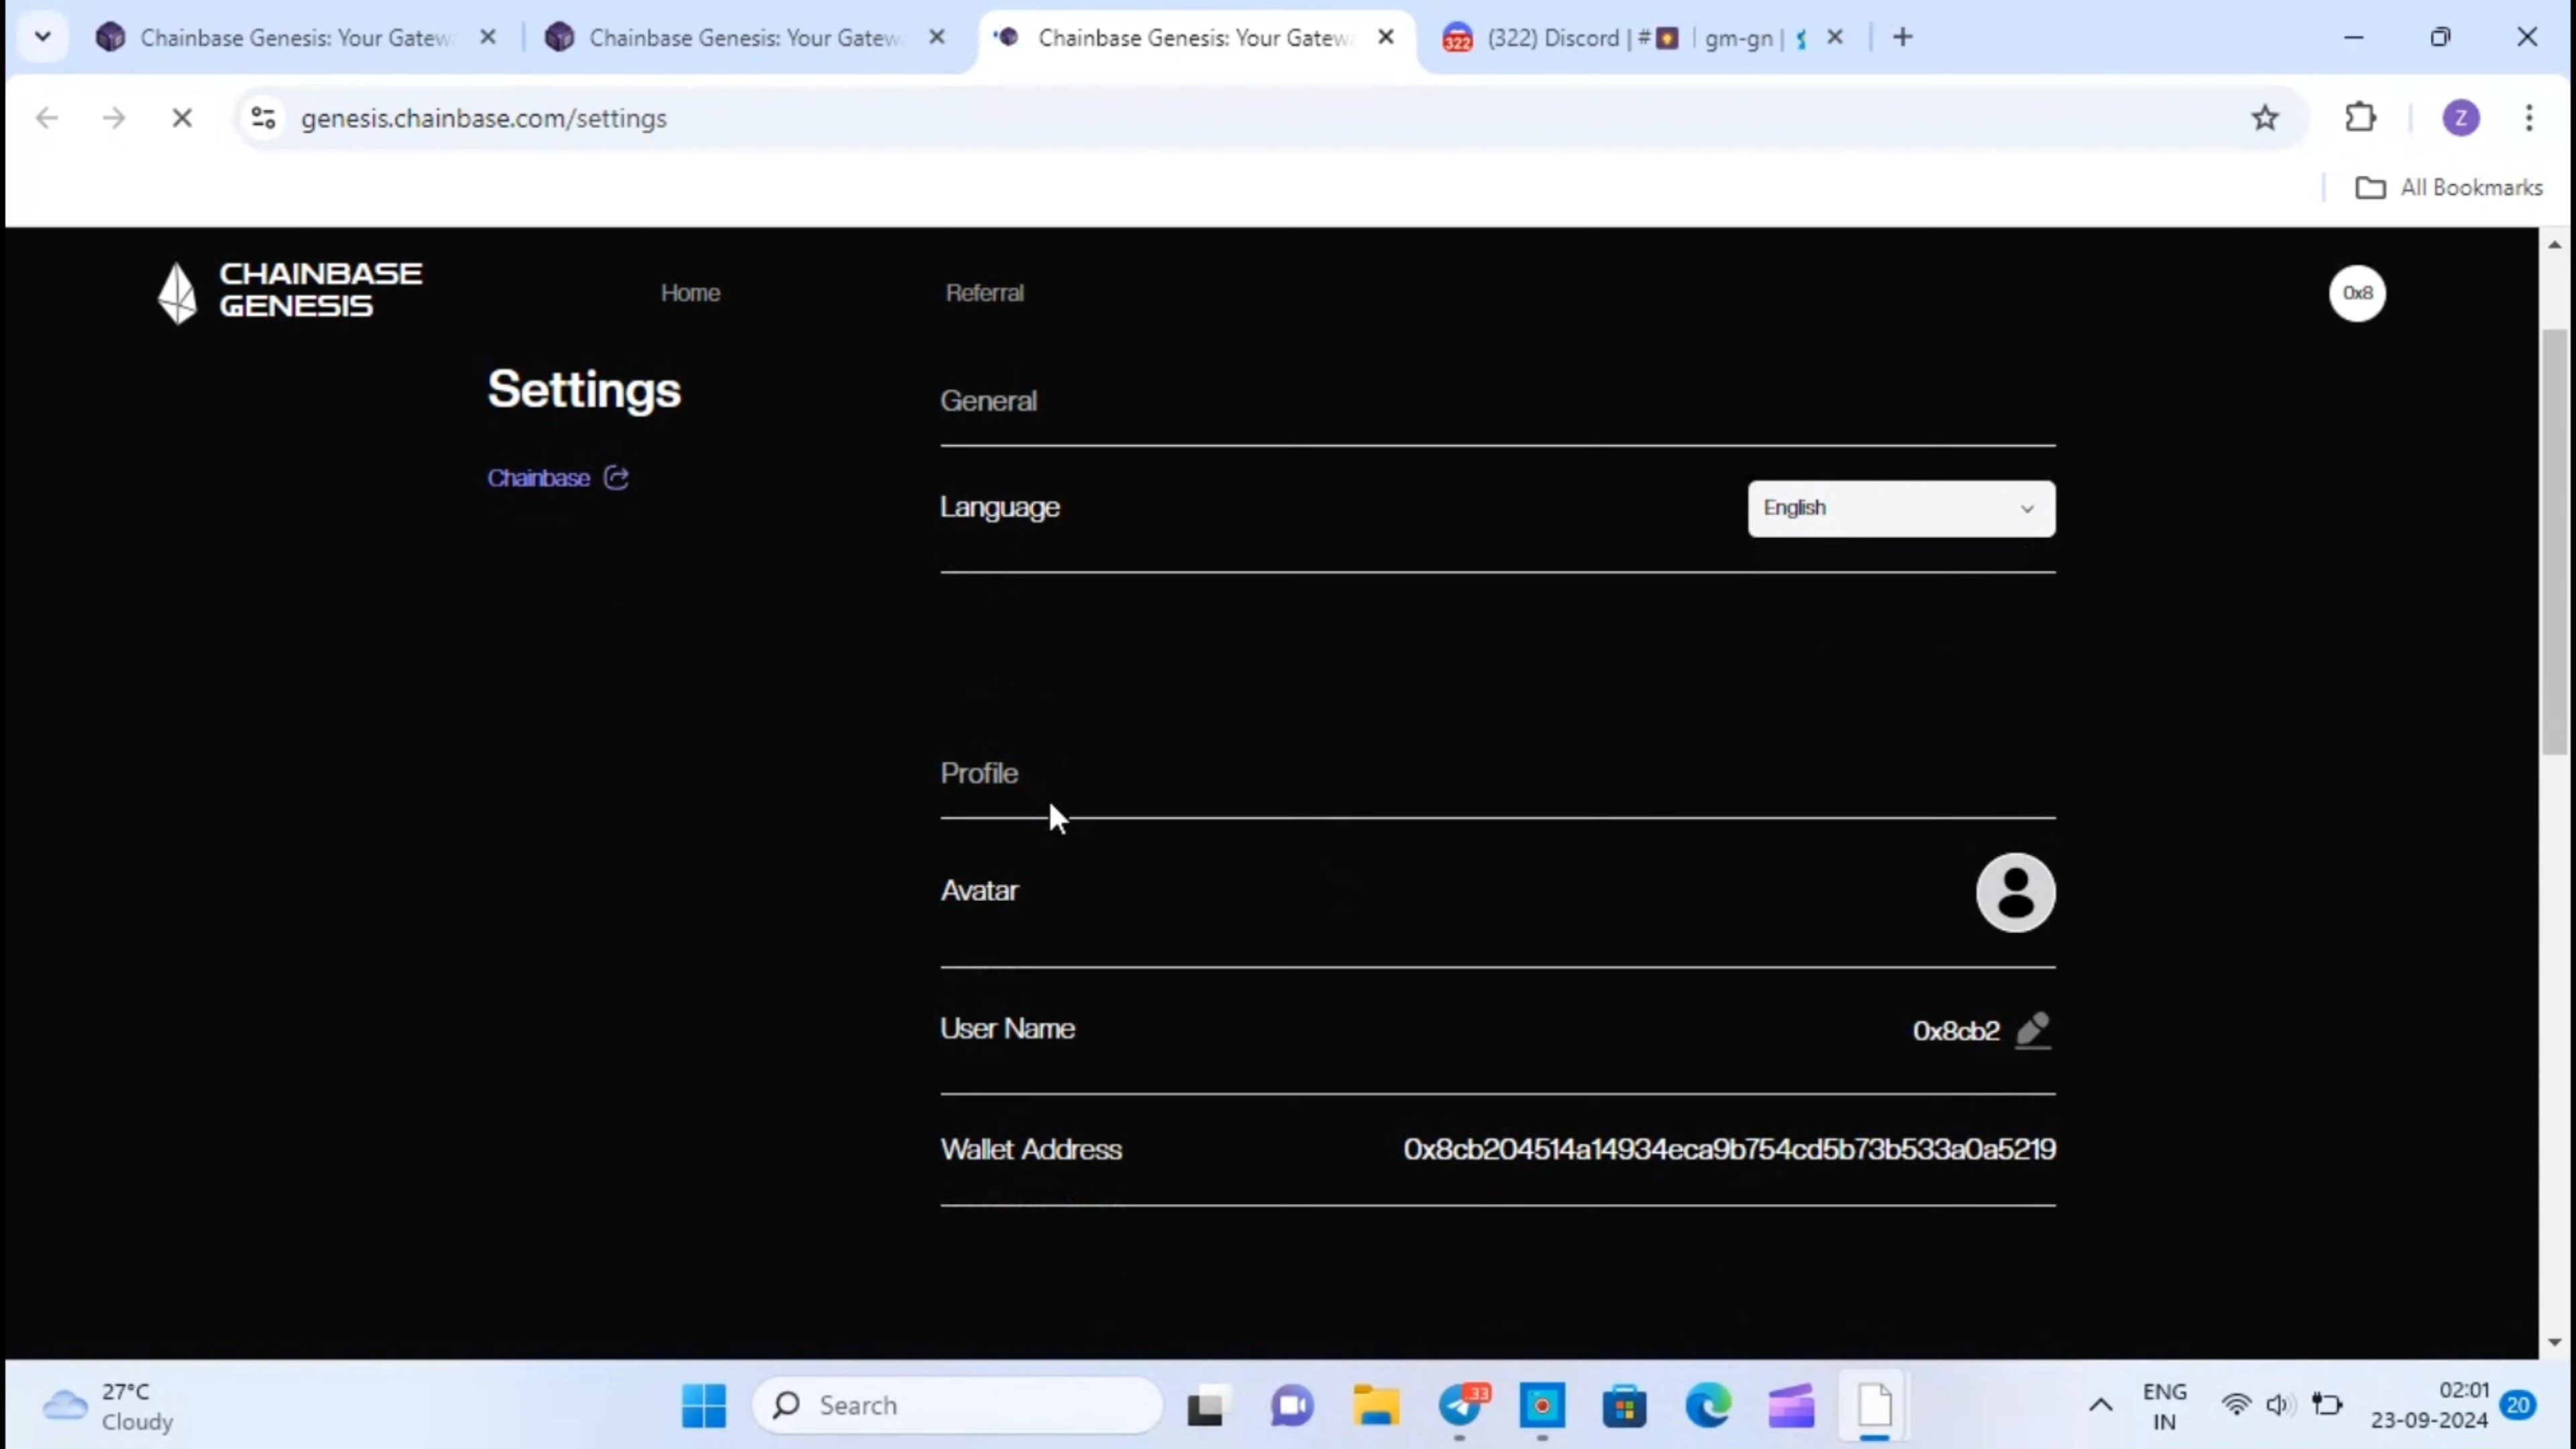 Chainbase Genesis: Your Gatew
Chainbase Genesis: Your Gatew
Chainbase Genesis: Your Gatew
322
(322) Discord | # | gm-gn |
genesis.chainbase.com/settings
Z
All Bookmarks
CHAINBASE
GENESIS
Home
Referral
0x8
Settings
General
Chainbase
Language
English
Profile
Avatar
User Name
0x8cb2
Wallet Address
0x8cb204514a14934eca9b754cd5b73b533a0a5219
27°C
Cloudy
Search
33
ENG
IN
02:01
23-09-2024
20